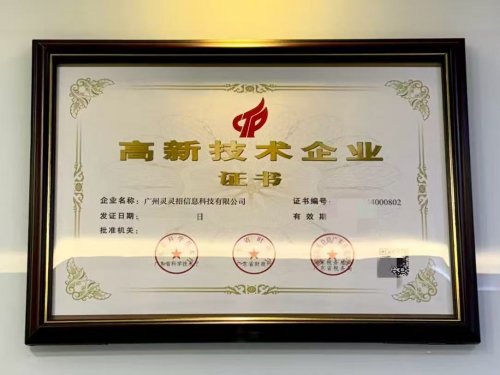 高新技术企业
证书
企业名称：广州灵灵招信息科技有限公司
证书编号：4000802
发证日期：日
有效期
批准机关：